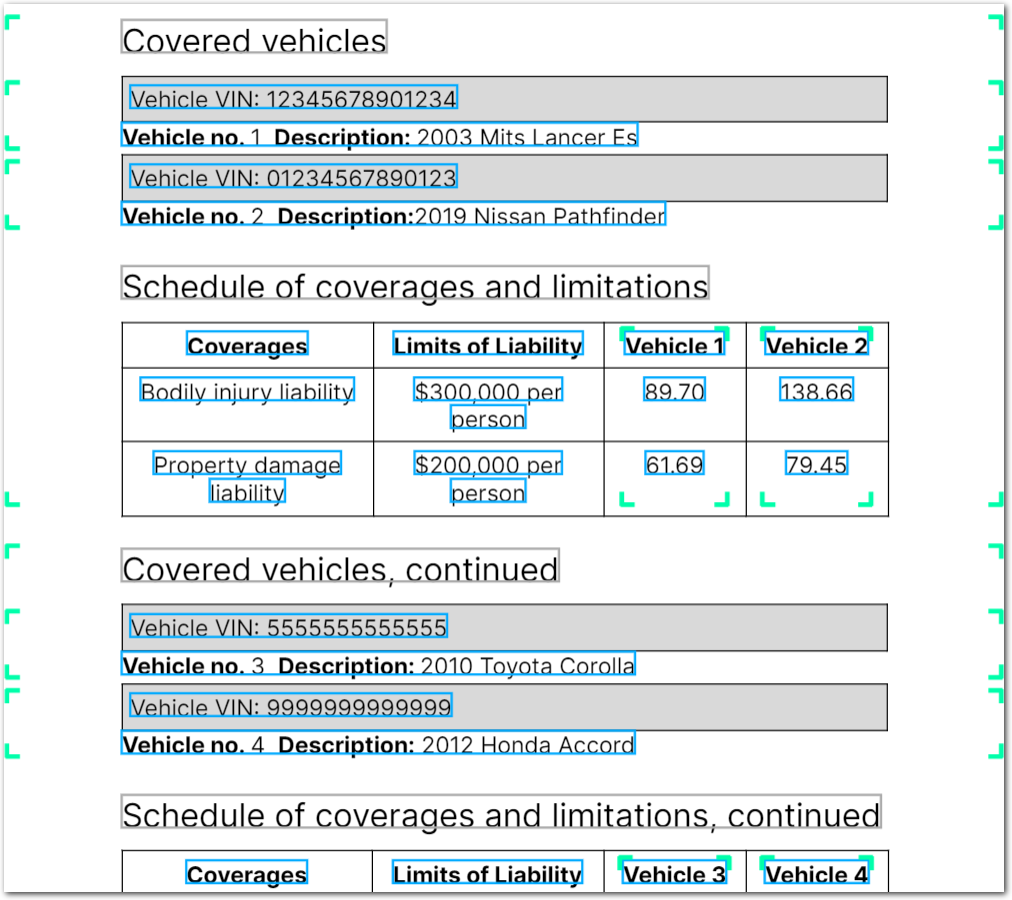 Covered vehicles
Vehicle VIN: 12345678901234
Vehicle no. 1 Description: 2003 Mits Lancer Es
Vehicle VIN: 01234567890123
Vehicle no. 2 Description:2019 Nissan Pathfinder
Schedule of coverages and limitations
Coverages Limits of Liability Vehicle 1 Vehicle 2
Bodily injury liability $300,000 per 89.70 138.66
person
Property damage $200,000 per 61.69 79.45
liability person
Covered vehicles, continued
Vehicle VIN: 5555555555555
Vehicle no. 3 Description: 2010 Toyota Corolla
Vehicle VIN: 9999999999999
Vehicle no. 4 Description: 2012 Honda Accord
Schedule of coverages and limitations, continued
Coverages Limits of Liability Vehicle 3 Vehicle 4